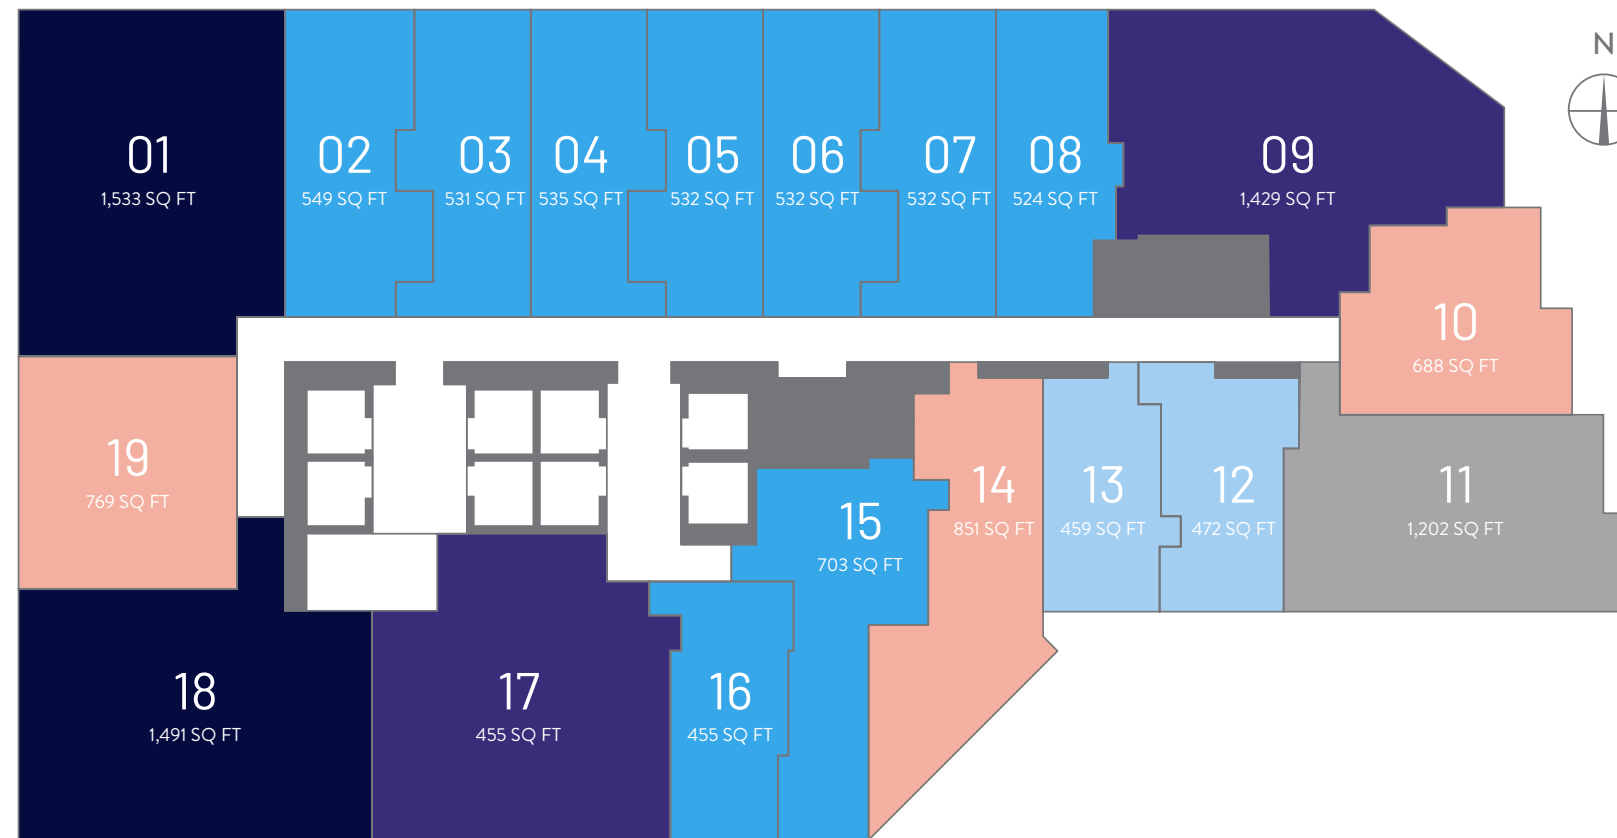 N
01
1,533 SQ FT
02
549 SQ FT
03
531 SQ FT
04
535 SQ FT
05
532 SQ FT
06
532 SQ FT
07
532 SQ FT
08
524 SQ FT
09
1,429 SQ FT
10
688 SQ FT
19
769 SQ FT
15
703 SQ FT
14
851 SQ FT
13
459 SQ FT
12
472 SQ FT
11
1,202 SQ FT
18
1,491 SQ FT
17
455 SQ FT
16
455 SQ FT